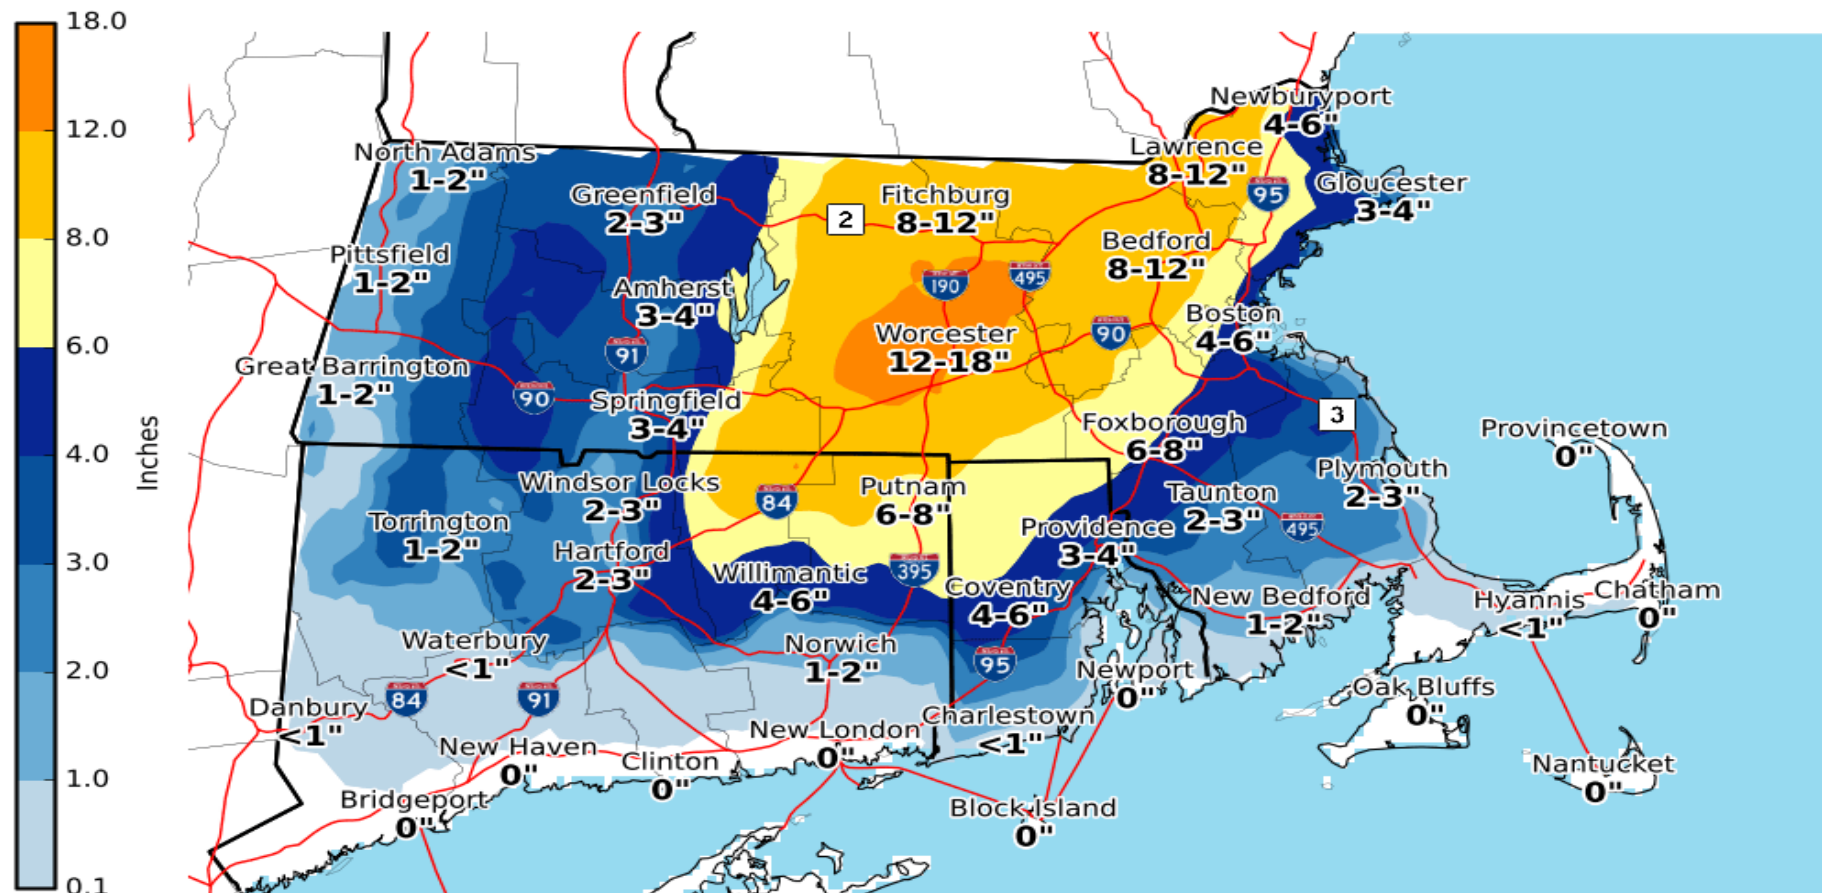 18.0
12.0
8.0
6.0
4.0
3.0
2.0
1.0
0.1
Inches
Newburyport
4-6"
North Adams
1-2"
Lawrence
8-12"
Greenfield
2-3"
2
Fitchburg
8-12"
95
Gloucester
3-4"
Pittsfield
1-2"
Bedford
8-12"
Amherst
3-4"
190
495
Worcester
12-18"
90
Boston
4-6"
91
Great Barrington
1-2"
90
Springfield
3-4"
Foxborough
6-8"
3
Provincetown
0"
Windsor Locks
2-3"
84
Putnam
6-8"
Plymouth
2-3"
Taunton
2-3"
495
Torrington
1-2"
Providence
3-4"
Hartford
2-3"
Willimantic
4-6"
395
Coventry
4-6"
New Bedford
1-2"
Hyannis
<1"
Chatham
0"
Waterbury
<1"
Norwich
1-2"
95
Newport
0"
Oak Bluffs
0"
84
91
Danbury
<1"
New Haven
0"
Clinton
0"
New London
0"
Charlestown
<1"
Nantucket
0"
Bridgeport
0"
Block Island
0"